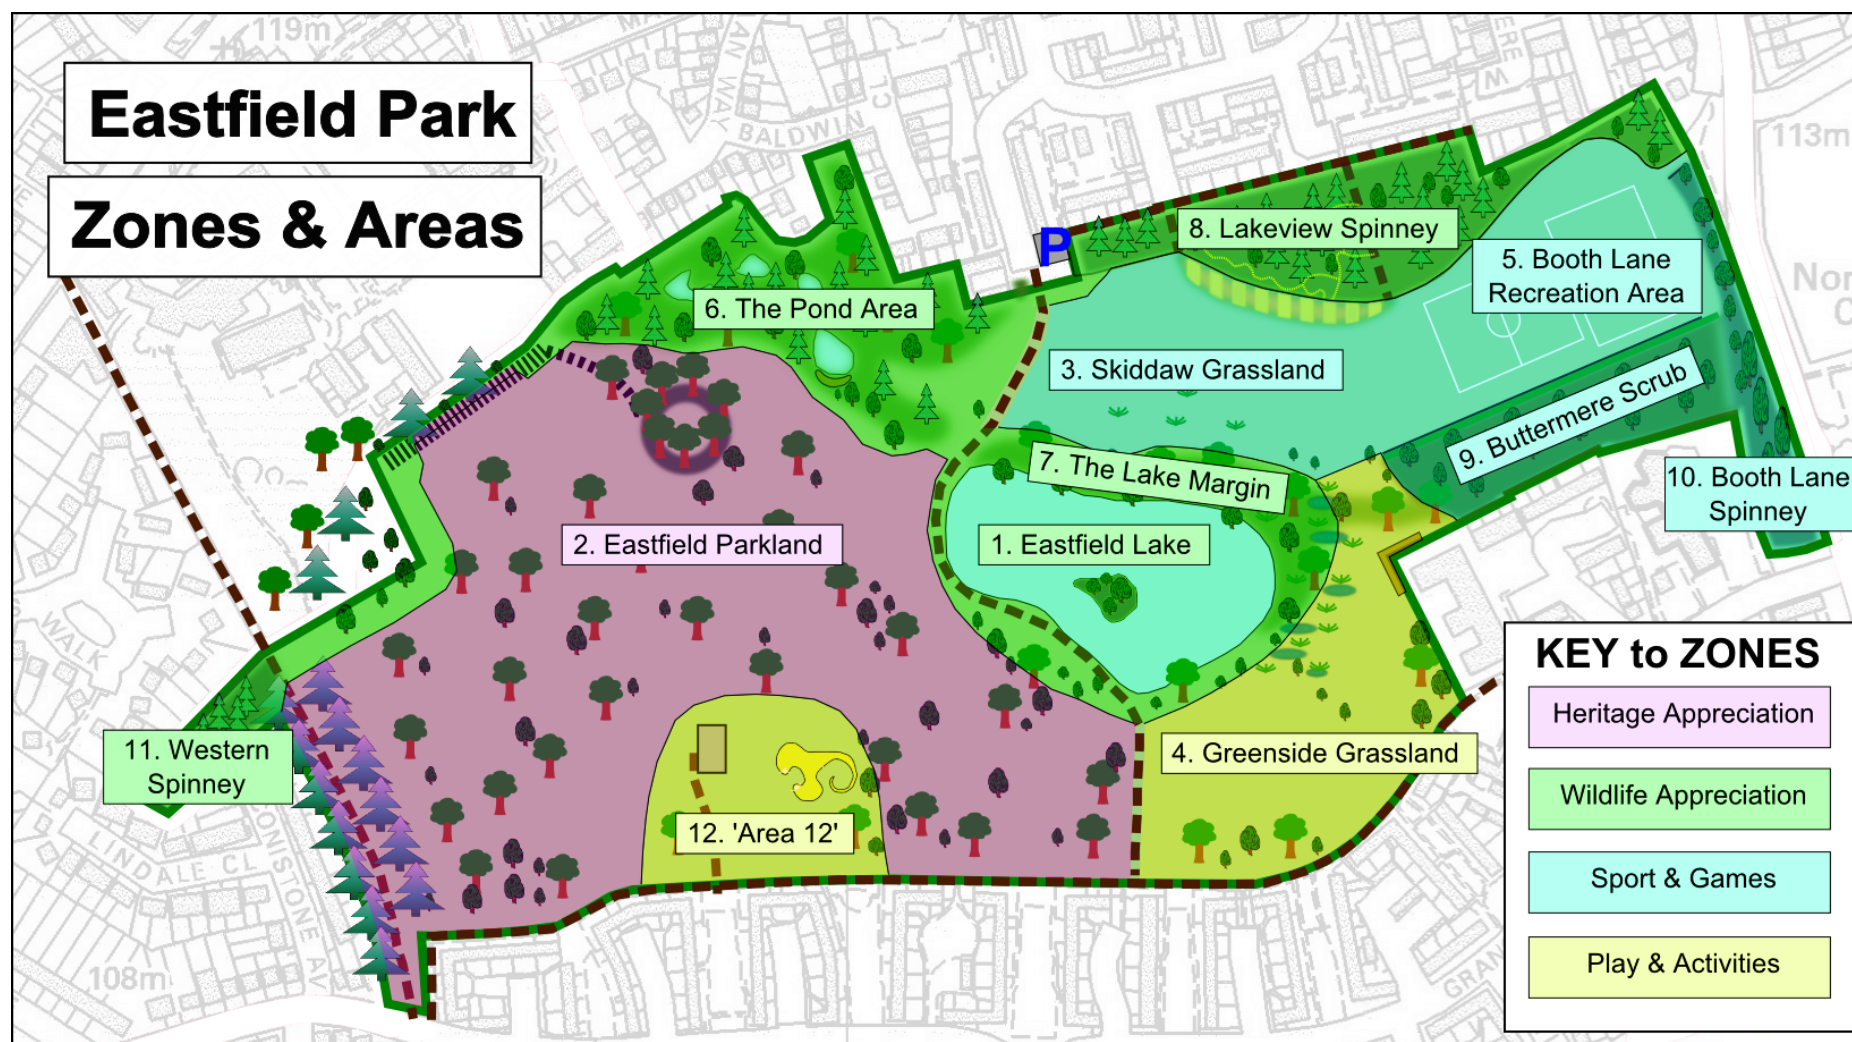 119m
Eastfield Park
Zones & Areas
BALDWIN
113m
P
8. Lakeview Spinney
5. Booth Lane
Recreation Area
6. The Pond Area
3. Skiddaw Grassland
9. Buttermere Scrub
7. The Lake Margin
10. Booth Lane
Spinney
2. Eastfield Parkland
1. Eastfield Lake
WALK
11. Western
Spinney
4. Greenside Grassland
12. 'Area 12'
108m
KEY to ZONES
Heritage Appreciation
Wildlife Appreciation
Sport & Games
Play & Activities